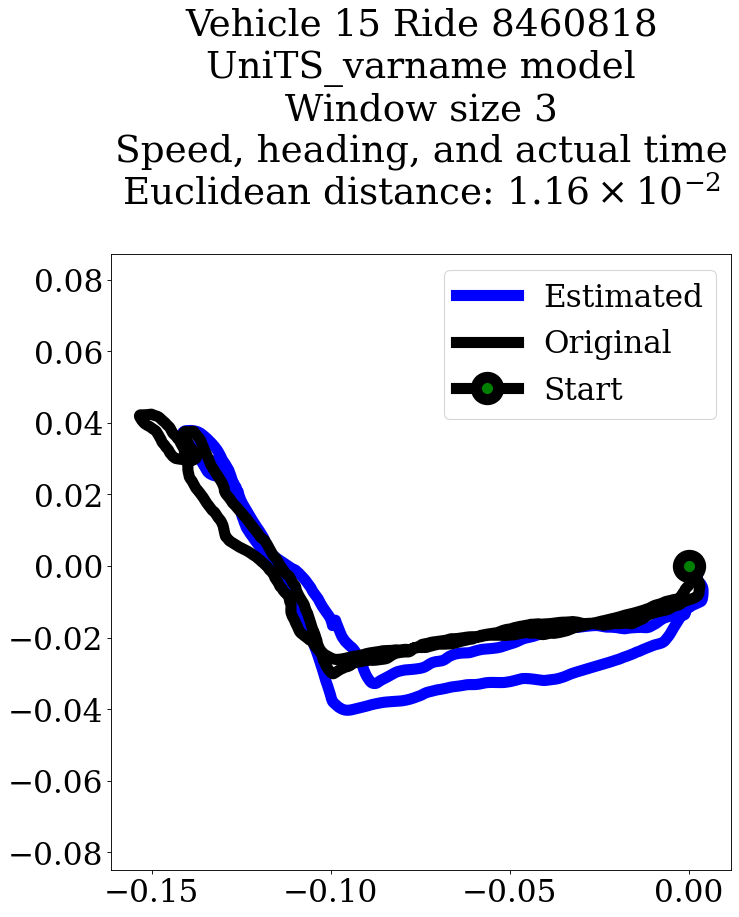 Vehicle 15 Ride 8460818
UniTS_varname model
Window size 3
Speed, heading, and actual time
Euclidean distance: 1.16 × 10⁻²
Estimated
Original
Start
0.08
0.06
0.04
0.02
0.00
−0.02
−0.04
−0.06
−0.08
−0.15 −0.10 −0.05 0.00